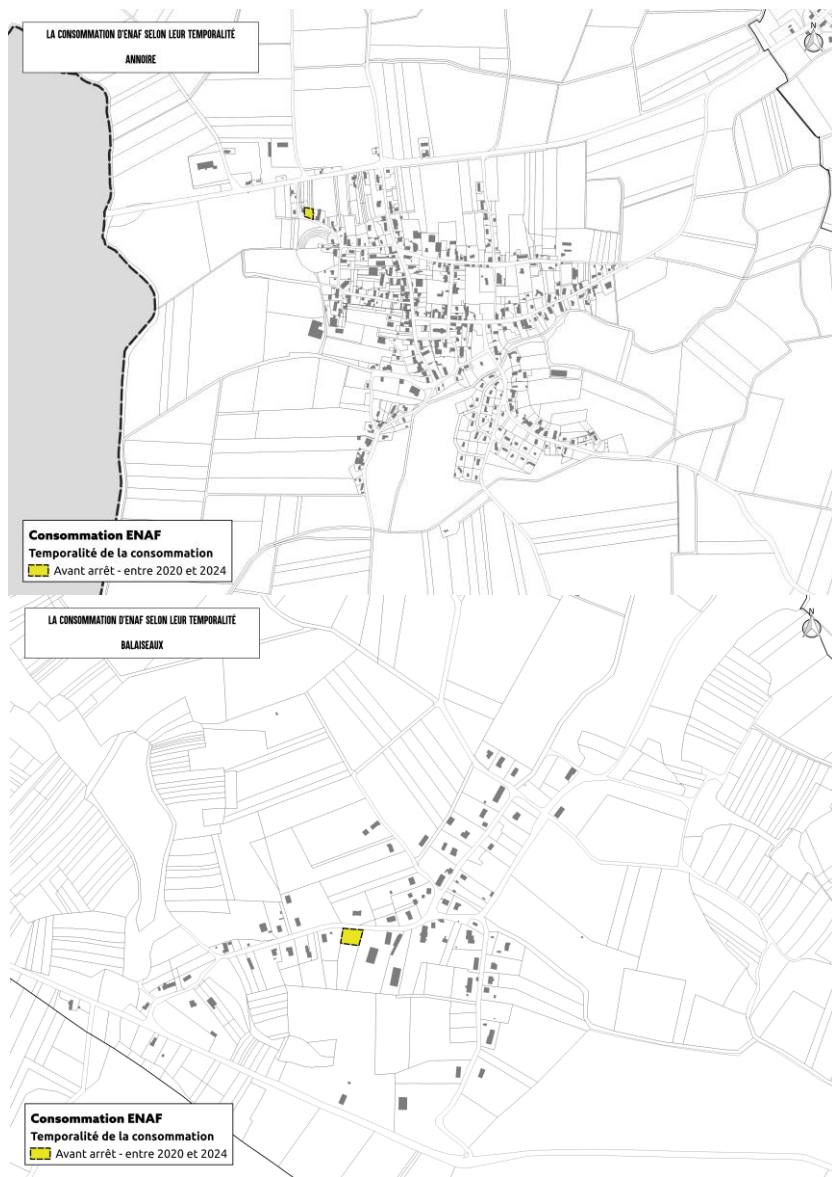 LA CONSOMMATION D'ENAF SELON LEUR TEMPORALITÉ
ANNOIRE
N
Consommation ENAF
Temporalité de la consommation
Avant arrêt - entre 2020 et 2024
LA CONSOMMATION D'ENAF SELON LEUR TEMPORALITÉ
BALAISEAUX
N
Consommation ENAF
Temporalité de la consommation
Avant arrêt - entre 2020 et 2024